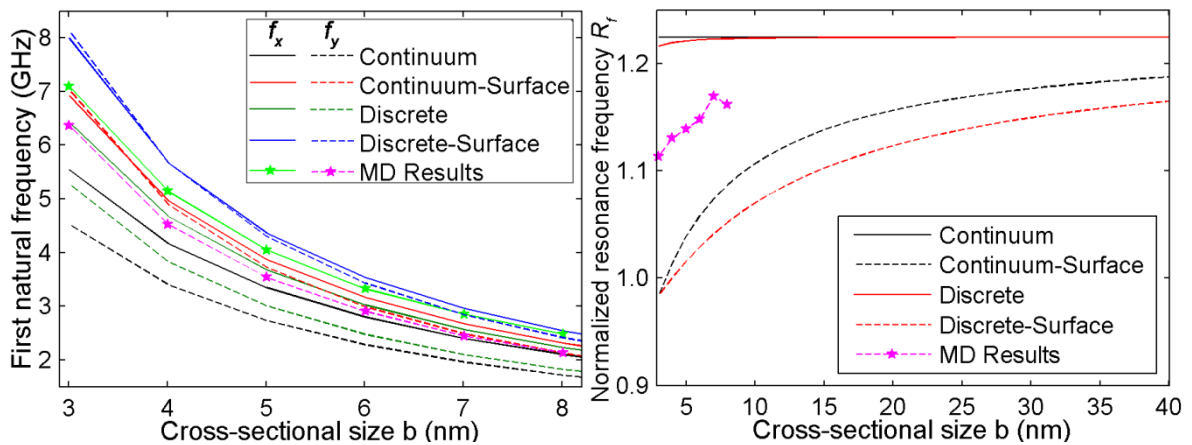 First natural frequency (GHz)
8
7
6
5
4
3
2
f_x f_y
Continuum
Continuum-Surface
Discrete
Discrete-Surface
MD Results
3 4 5 6 7 8
Cross-sectional size b (nm)
Normalized resonance frequency R_f
1.2
1.1
1.0
0.9
Continuum
Continuum-Surface
Discrete
Discrete-Surface
MD Results
5 10 15 20 25 30 35 40
Cross-sectional size b (nm)